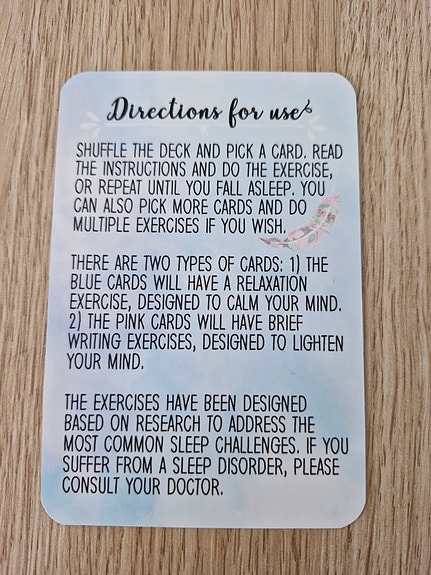 Directions for use
SHUFFLE THE DECK AND PICK A CARD. READ
THE INSTRUCTIONS AND DO THE EXERCISE,
OR REPEAT UNTIL YOU FALL ASLEEP. YOU
CAN ALSO PICK MORE CARDS AND DO
MULTIPLE EXERCISES IF YOU WISH.
THERE ARE TWO TYPES OF CARDS: 1) THE
BLUE CARDS WILL HAVE A RELAXATION
EXERCISE, DESIGNED TO CALM YOUR MIND.
2) THE PINK CARDS WILL HAVE BRIEF
WRITING EXERCISES, DESIGNED TO LIGHTEN
YOUR MIND.
THE EXERCISES HAVE BEEN DESIGNED
BASED ON RESEARCH TO ADDRESS THE
MOST COMMON SLEEP CHALLENGES. IF YOU
SUFFER FROM A SLEEP DISORDER, PLEASE
CONSULT YOUR DOCTOR.